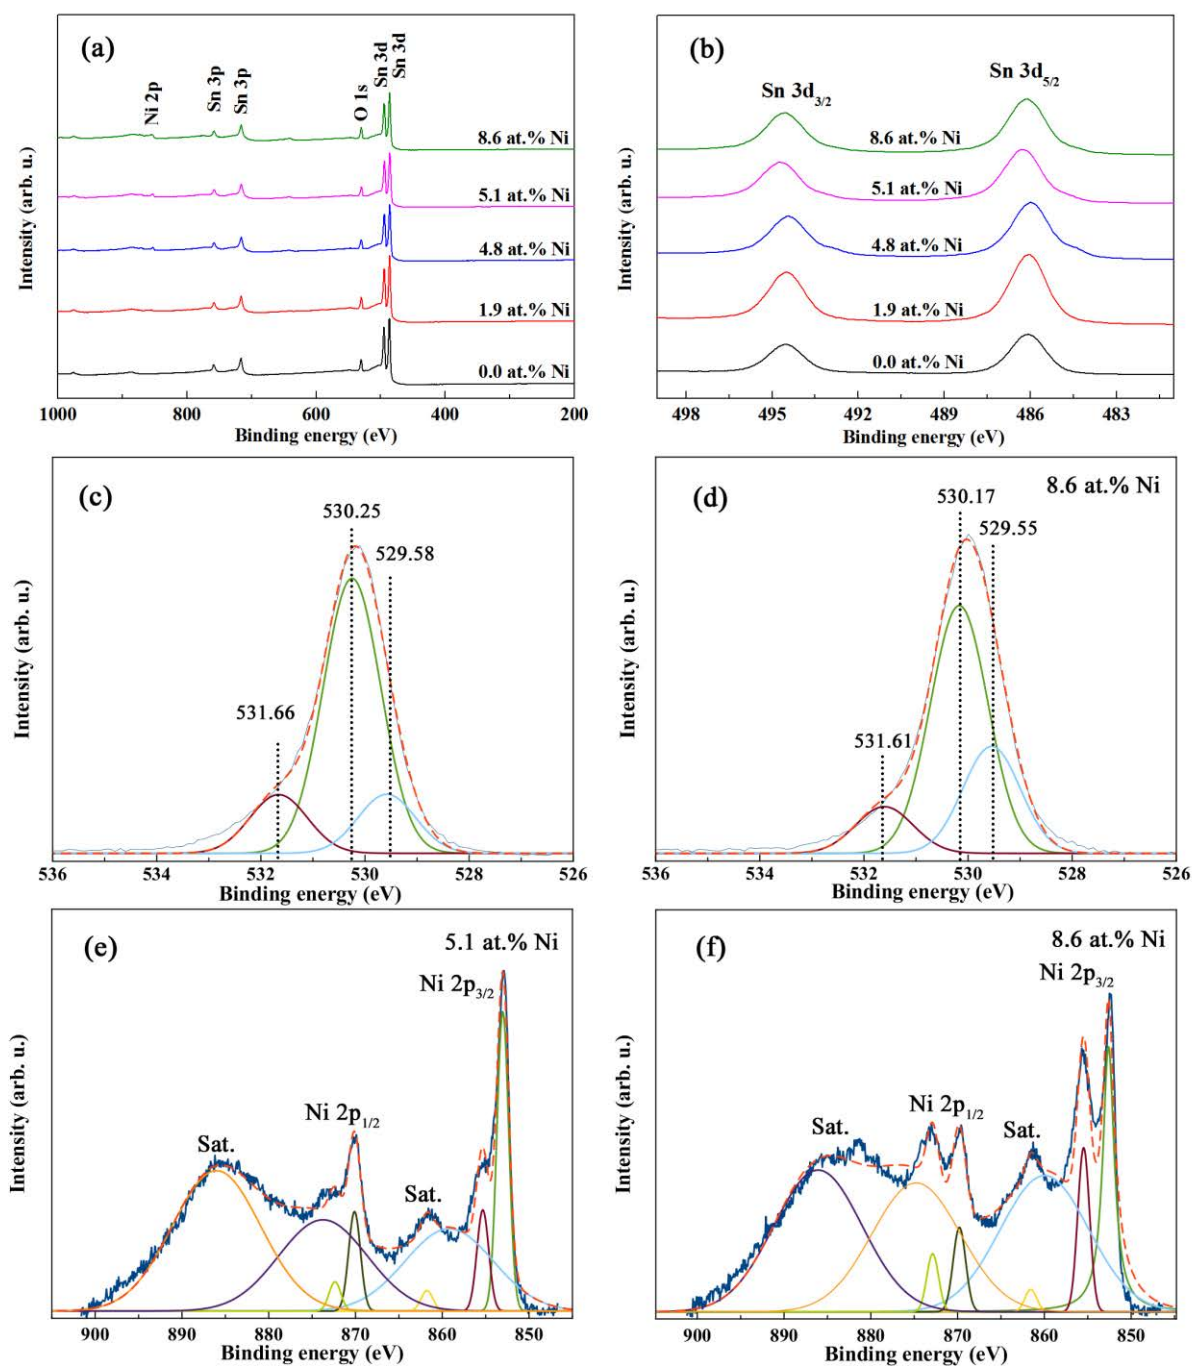 (a)
Ni 2p
Sn 3p
Sn 3p
O 1s
Sn 3d
Sn 3d
8.6 at.% Ni
5.1 at.% Ni
4.8 at.% Ni
1.9 at.% Ni
0.0 at.% Ni
Intensity (arb. u.)
1000 800 600 400 200
Binding energy (eV)
(b)
Sn 3d3/2
Sn 3d5/2
8.6 at.% Ni
5.1 at.% Ni
4.8 at.% Ni
1.9 at.% Ni
0.0 at.% Ni
Intensity (arb. u.)
498 495 492 489 486 483
Binding energy (eV)
(c)
530.25
529.58
531.66
Intensity (arb. u.)
536 534 532 530 528 526
Binding energy (eV)
(d)
8.6 at.% Ni
530.17
529.55
531.61
Intensity (arb. u.)
536 534 532 530 528 526
Binding energy (eV)
(e)
5.1 at.% Ni
Ni 2p3/2
Ni 2p1/2
Sat.
Sat.
Intensity (arb. u.)
900 890 880 870 860 850
Binding energy (eV)
(f)
8.6 at.% Ni
Ni 2p3/2
Ni 2p1/2
Sat.
Sat.
Intensity (arb. u.)
900 890 880 870 860 850
Binding energy (eV)